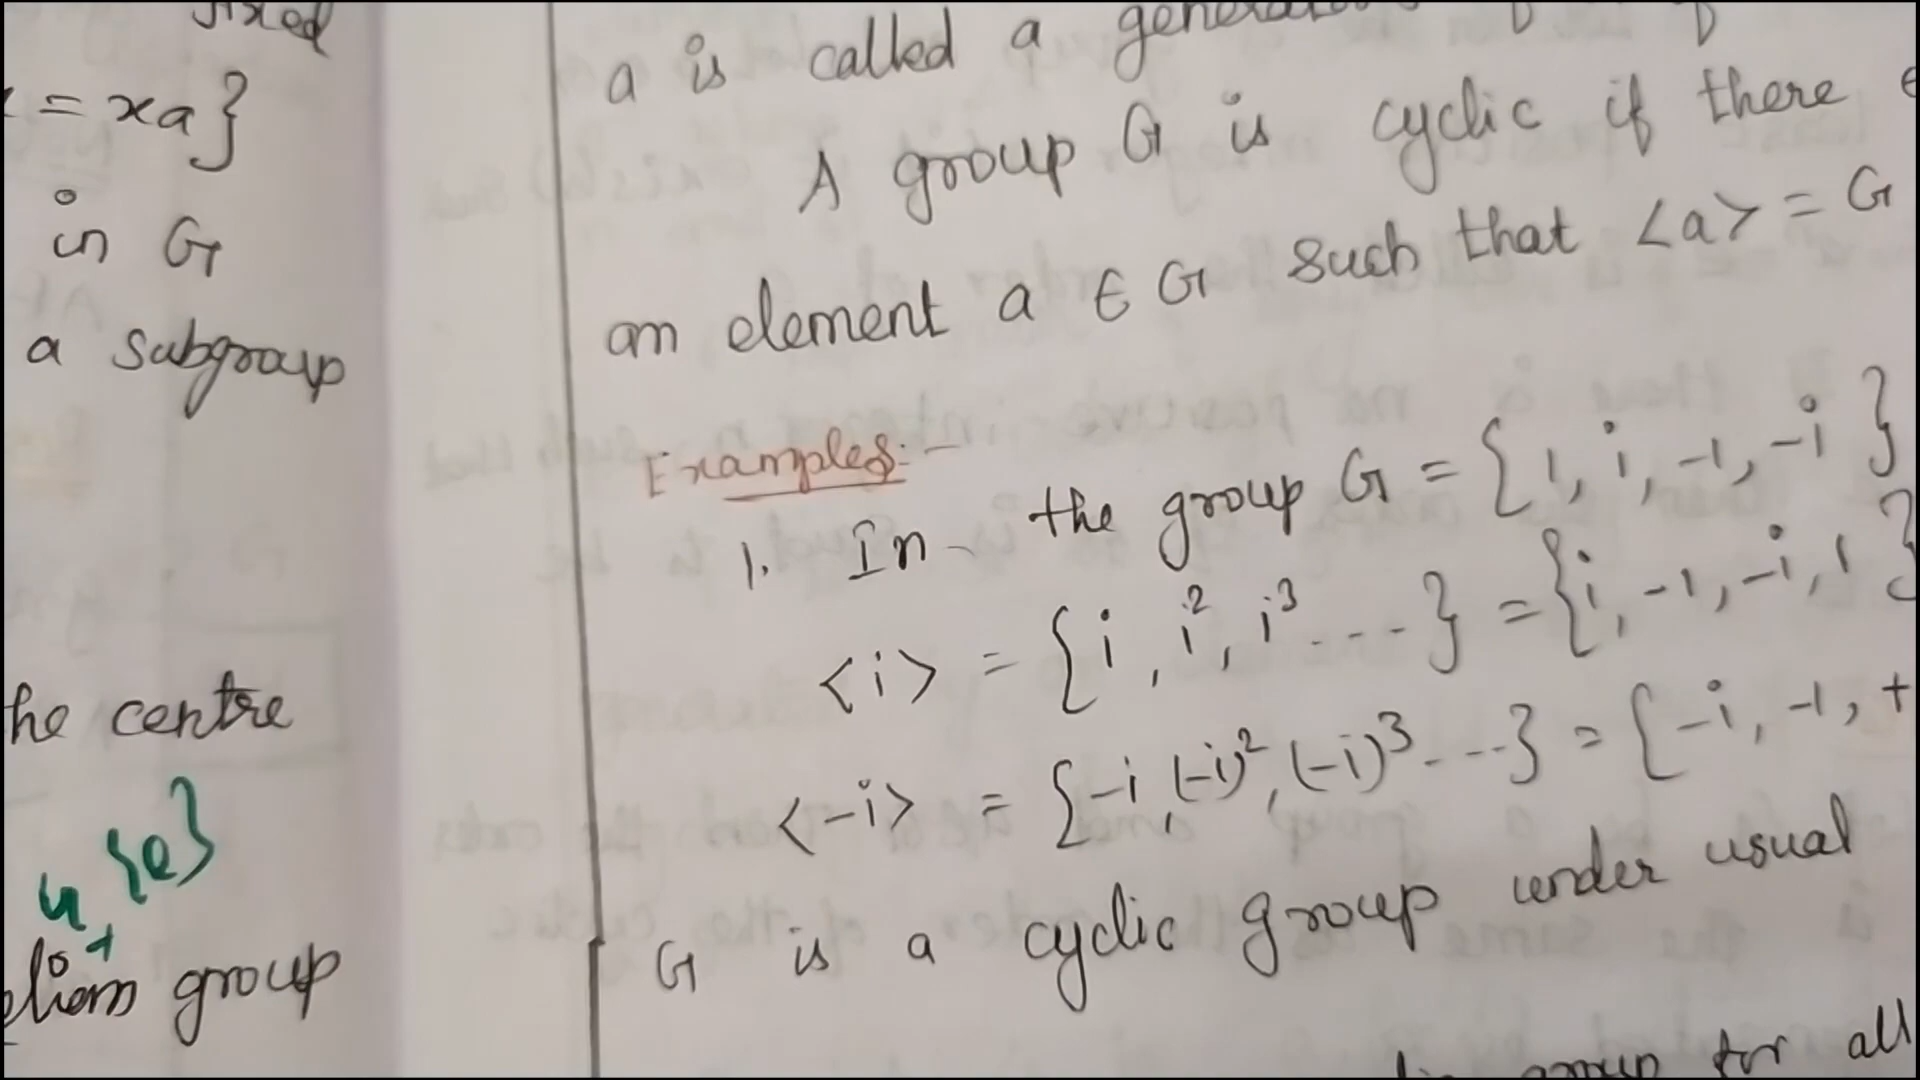 = xa}
in G
a subgroup
he centre
{e}
group
a is called a
A group G is cyclic if there
an element a ∈ G such that <a> = G
Examples:-
1. In the group G = {1, i, -1, -i}
<i> = {i, i², i³ ---- } = {i, -1, -i, 1}
<-i> = {-i, (-i)², (-i)³ ---- } = {-i, -1, +
G is a cyclic group under usual
for all